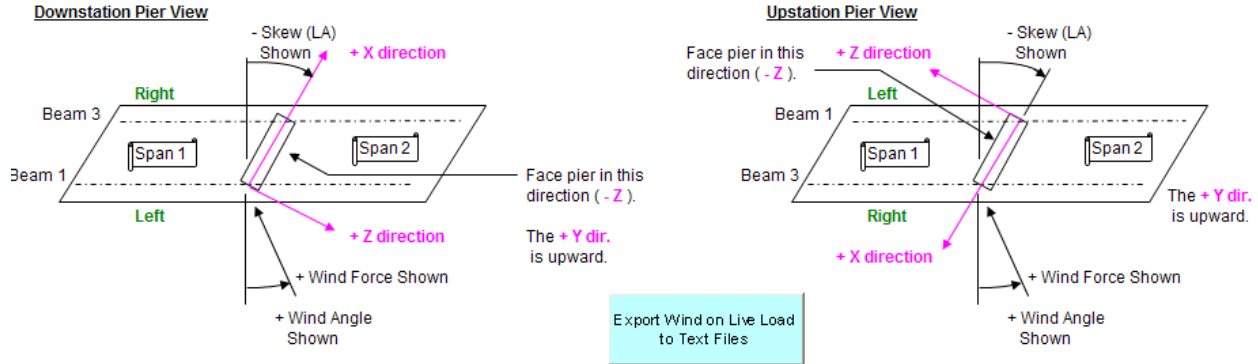 Downstation Pier View
- Skew (LA)
Shown
+ X direction
Right
Beam 3
Span 1
Span 2
Beam 1
Left
Face pier in this
direction ( - Z ).
+ Z direction
The + Y dir.
is upward.
+ Wind Force Shown
+ Wind Angle
Shown
Upstation Pier View
- Skew (LA)
Shown
Face pier in this
direction ( - Z ).
+ Z direction
Left
Beam 1
Span 1
Span 2
Beam 3
Right
The + Y dir.
is upward.
+ X direction
+ Wind Force Shown
+ Wind Angle
Shown
Export Wind on Live Load
to Text Files